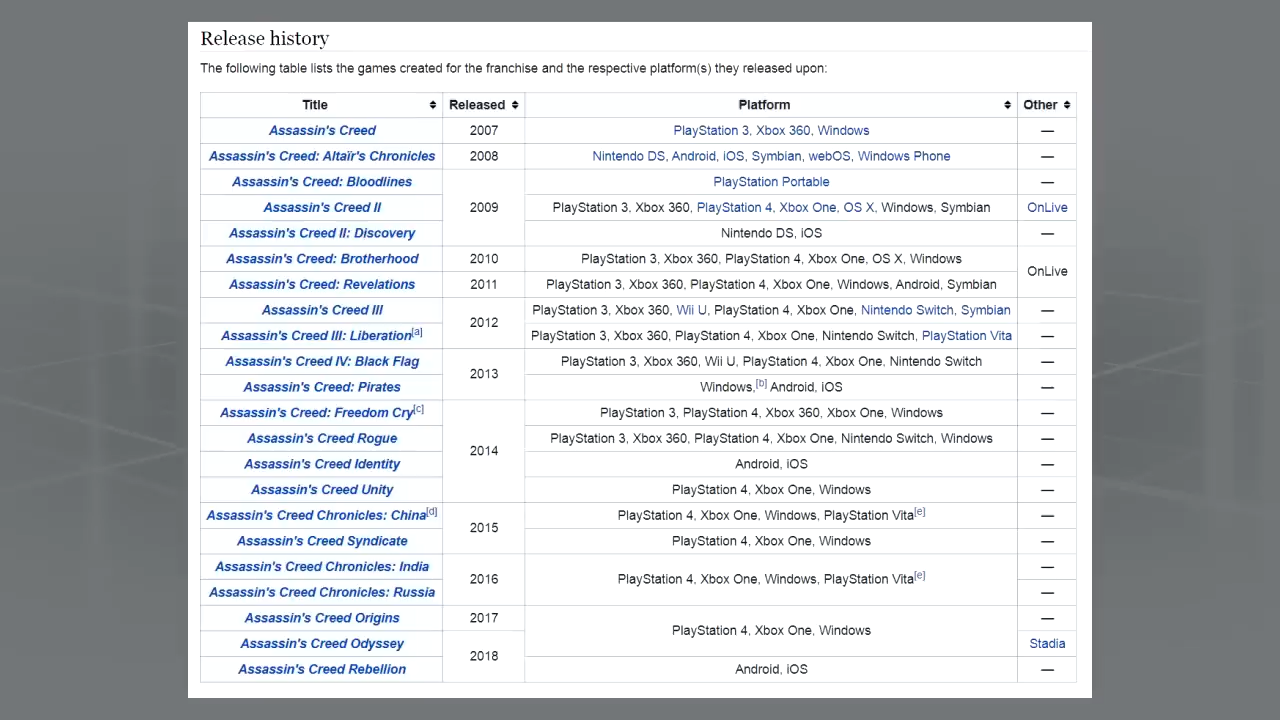 Release history
The following table lists the games created for the franchise and the respective platform(s) they released upon:
Title Released Platform Other
Assassin's Creed 2007 PlayStation 3, Xbox 360, Windows —
Assassin's Creed: Altaïr's Chronicles 2008 Nintendo DS, Android, iOS, Symbian, webOS, Windows Phone —
Assassin's Creed: Bloodlines PlayStation Portable —
Assassin's Creed II 2009 PlayStation 3. Xbox 360, PlayStation 4, Xbox One, OS X, Windows, Symbian OnLive
Assassin's Creed II: Discovery Nintendo DS, iOS —
Assassin's Creed: Brotherhood 2010 PlayStation 3, Xbox 360, PlayStation 4, Xbox One, OS X, Windows
OnLive
Assassin's Creed: Revelations 2011 PlayStation 3, Xbox 360, PlayStation 4, Xbox One, Windows, Android, Symbian
Assassin's Creed III PlayStation 3, Xbox 360, Wii U, PlayStation 4, Xbox One, Nintendo Switch, Symbian —
2012
Assassin's Creed III: Liberation[a] PlayStation 3, Xbox 360, PlayStation 4, Xbox One, Nintendo Switch, PlayStation Vita —
Assassin's Creed IV: Black Flag PlayStation 3, Xbox 360, Wii U, PlayStation 4, Xbox One, Nintendo Switch —
2013
Assassin's Creed: Pirates Windows,[b] Android, iOS —
Assassin's Creed: Freedom Cry[c] PlayStation 3, PlayStation 4, Xbox 360, Xbox One, Windows —
Assassin's Creed Rogue PlayStation 3, Xbox 360, PlayStation 4, Xbox One, Nintendo Switch, Windows —
2014
Assassin's Creed Identity Android, iOS —
Assassin's Creed Unity PlayStation 4, Xbox One, Windows —
Assassin's Creed Chronicles: China[d] PlayStation 4, Xbox One, Windows, PlayStation Vita[e] —
2015
Assassin's Creed Syndicate PlayStation 4, Xbox One, Windows —
Assassin's Creed Chronicles: India —
2016 PlayStation 4, Xbox One, Windows, PlayStation Vita[e]
Assassin's Creed Chronicles: Russia —
Assassin's Creed Origins 2017 —
PlayStation 4, Xbox One, Windows
Assassin's Creed Odyssey Stadia
2018
Assassin's Creed Rebellion Android, iOS —